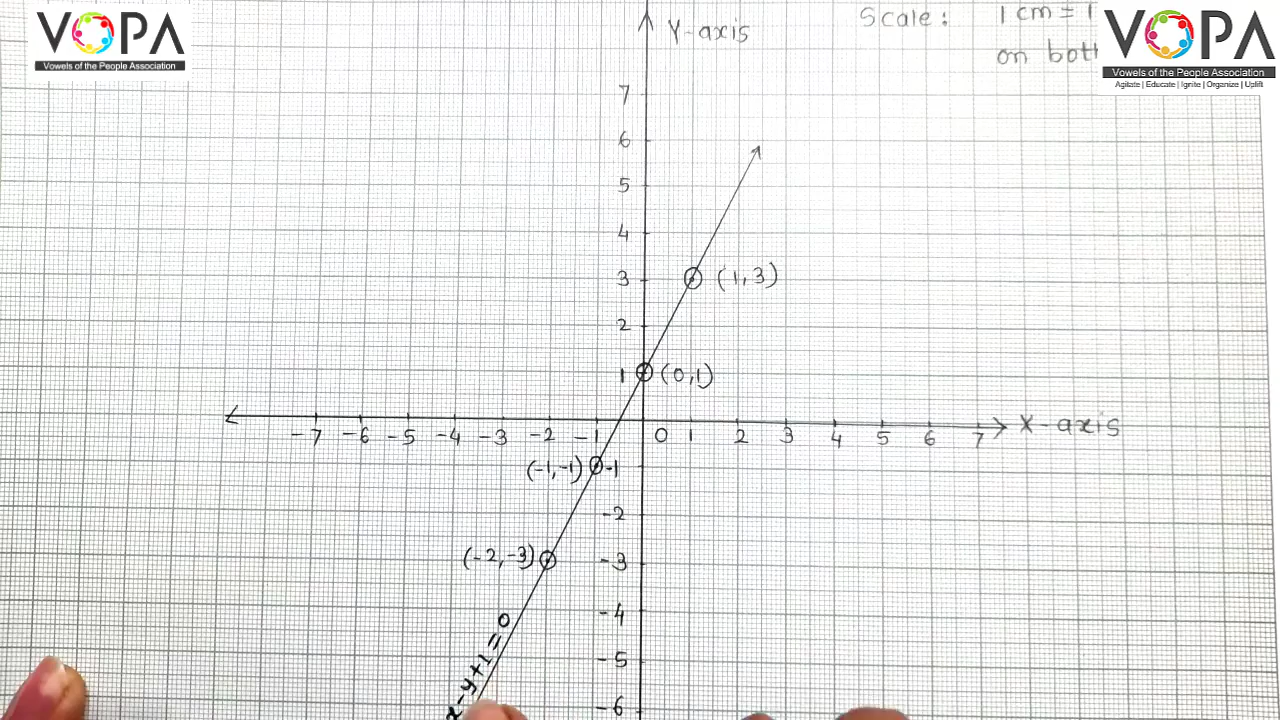 VOPA
Vowels of the People Association
Y-axis
Scale: 1 cm = 1
on both
VOPA
Vowels of the People Association
Agitate | Educate | Ignite | Organize | Uplift
7
6
5
4
3 (1,3)
2
1 (0,1)
-7 -6 -5 -4 -3 -2 -1 0 1 2 3 4 5 6 7 X-axis
(-1,-1) -1
-2
(-2,-3) -3
-4
-5
-6
x-y+1=0